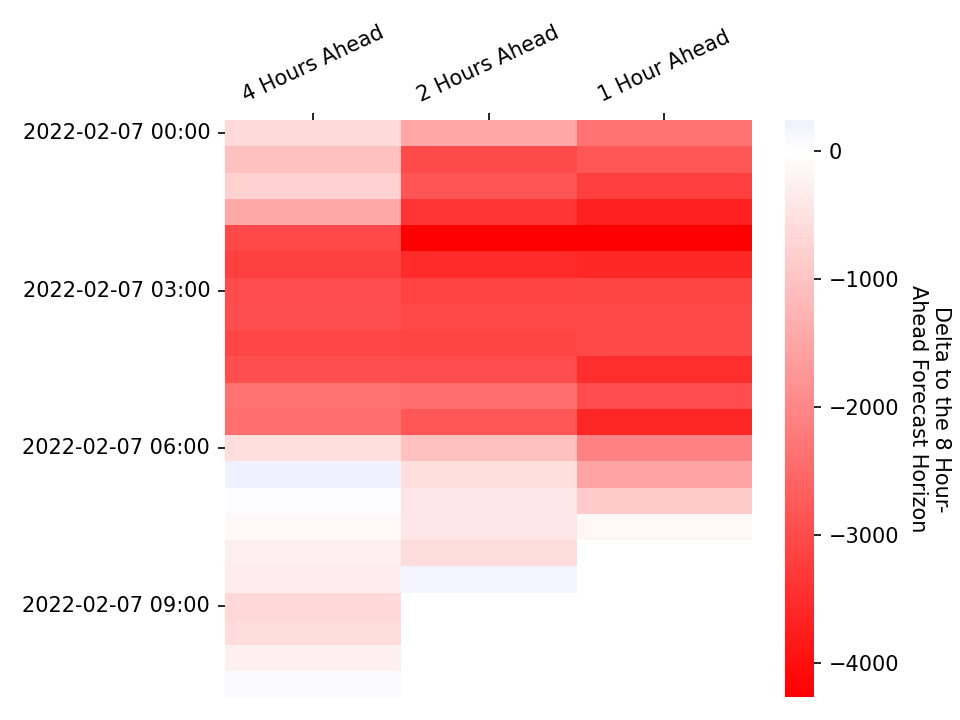 4 Hours Ahead
2 Hours Ahead
1 Hour Ahead
2022-02-07 00:00
2022-02-07 03:00
2022-02-07 06:00
2022-02-07 09:00
0
−1000
−2000
−3000
−4000
Delta to the 8 Hour-
Ahead Forecast Horizon